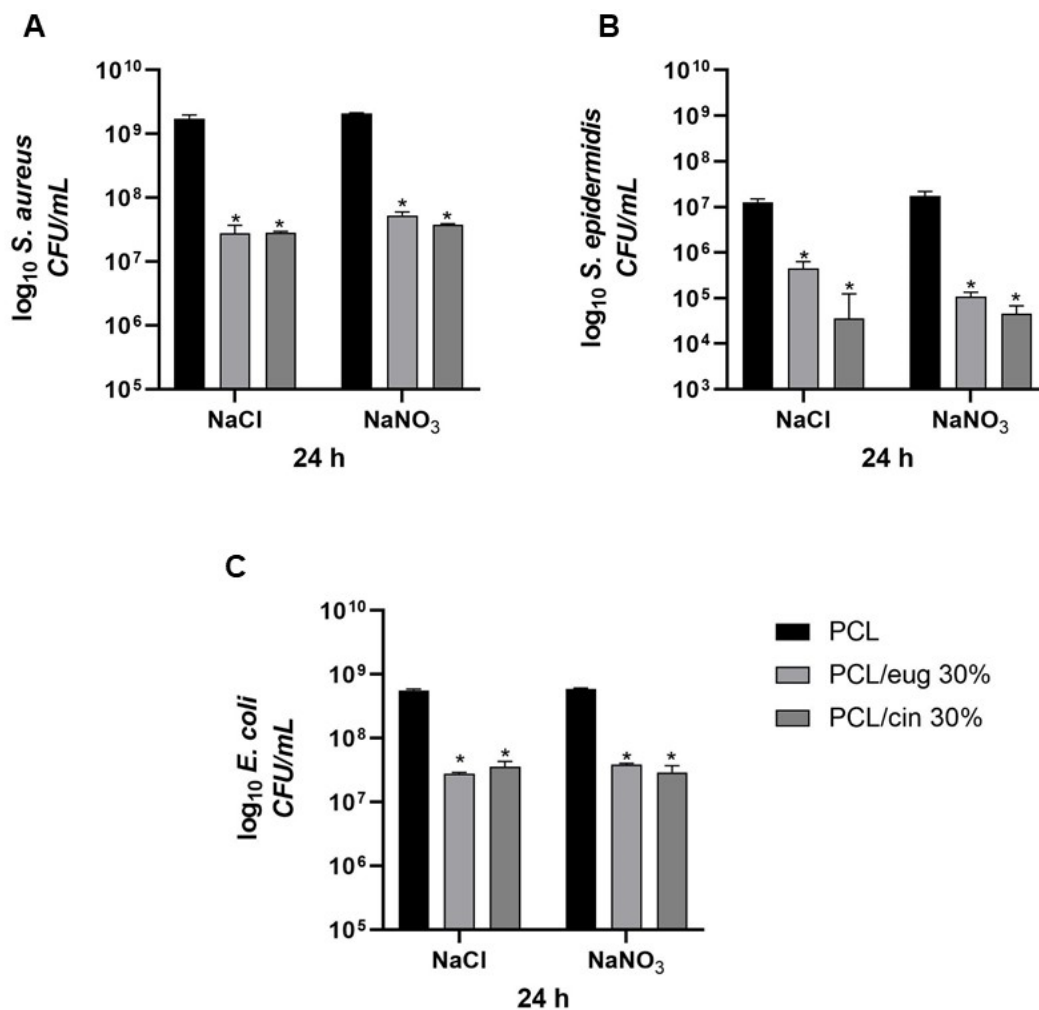 A
log₁₀ S. aureus
CFU/mL
10¹⁰
10⁹
10⁸
10⁷
10⁶
10⁵
* * * *
NaCl NaNO₃
24 h
B
log₁₀ S. epidermidis
CFU/mL
10¹⁰
10⁹
10⁸
10⁷
10⁶
10⁵
10⁴
10³
* * * *
NaCl NaNO₃
24 h
C
log₁₀ E. coli
CFU/mL
10¹⁰
10⁹
10⁸
10⁷
10⁶
10⁵
* * * *
NaCl NaNO₃
24 h
PCL
PCL/eug 30%
PCL/cin 30%